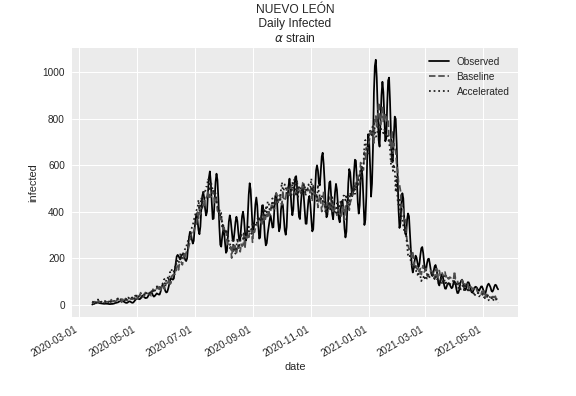 NUEVO LEÓN
Daily Infected
α strain
Observed
Baseline
Accelerated
infected
1000
800
600
400
200
0
2020-03-01
2020-05-01
2020-07-01
2020-09-01
2020-11-01
2021-01-01
2021-03-01
2021-05-01
date